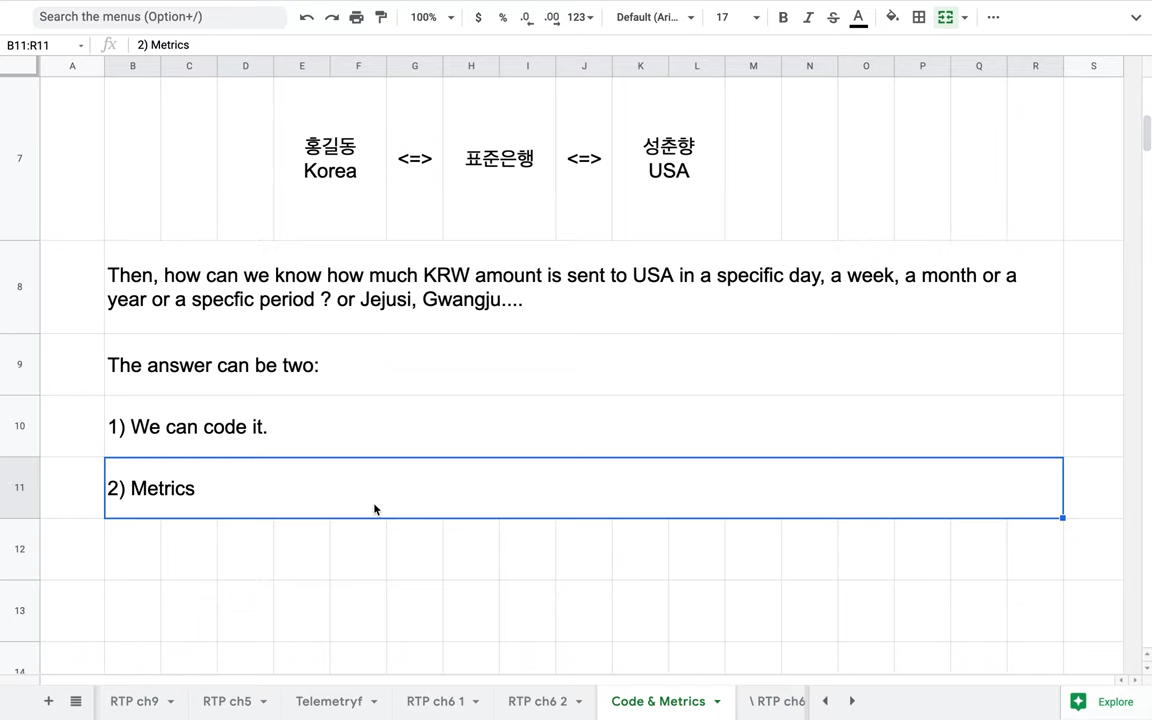 Search the menus (Option+/)
100%
$
%
.0
.00
123
Default (Ari...
17
B
I
S
A
B11:R11
fx
2) Metrics
A B C D E F G H I J K L M N O P Q R S
7
홍길동
Korea
<=>
표준은행
<=>
성춘향
USA
8
Then, how can we know how much KRW amount is sent to USA in a specific day, a week, a month or a
year or a specfic period ? or Jejusi, Gwangju....
9
The answer can be two:
10
1) We can code it.
11
2) Metrics
12
13
14
RTP ch9
RTP ch5
Telemetryf
RTP ch6 1
RTP ch6 2
Code & Metrics
\ RTP ch6
Explore